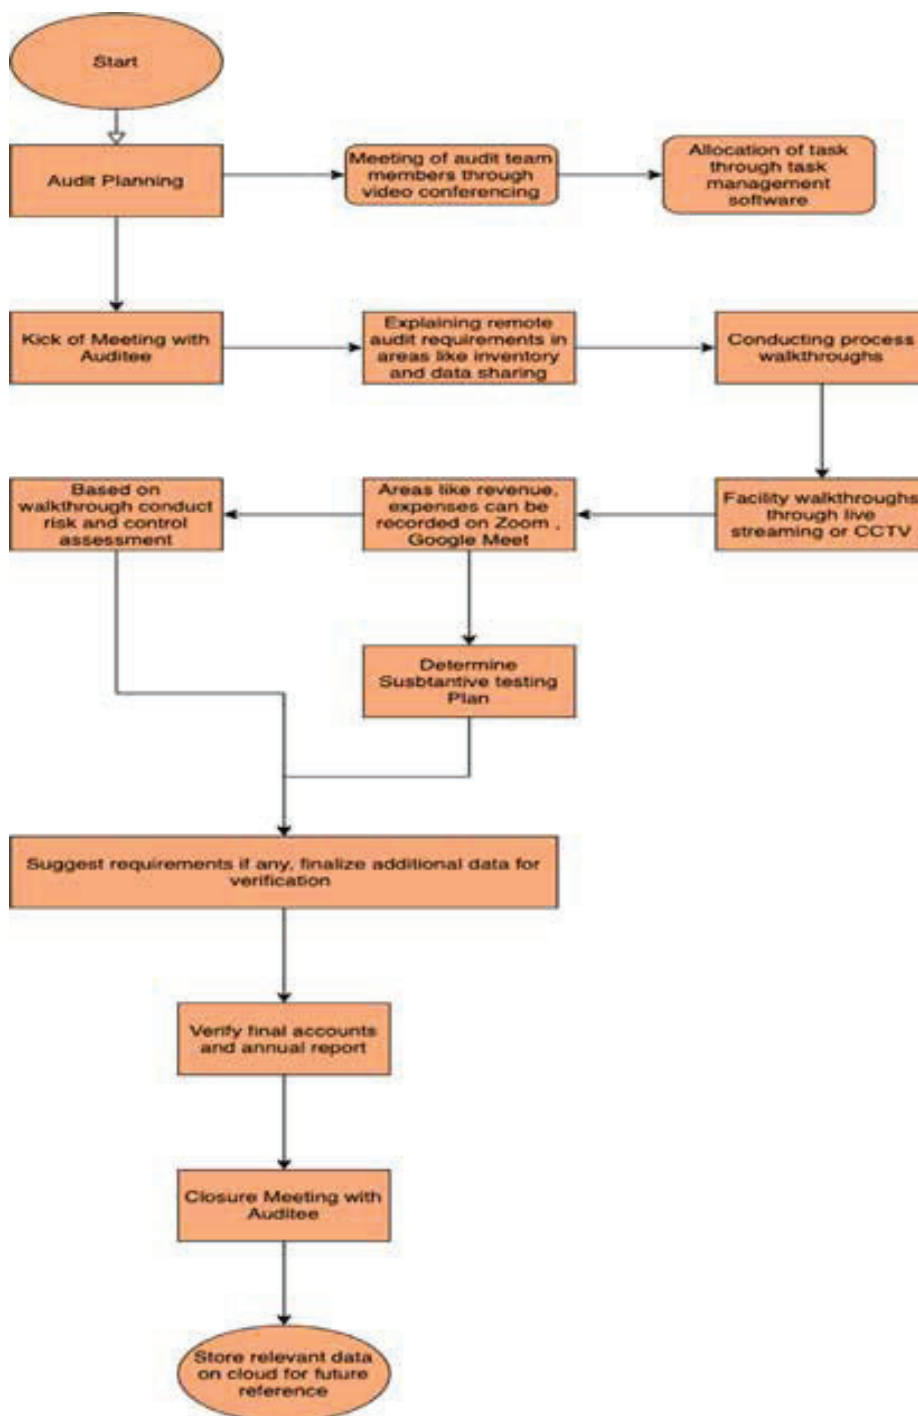 Start
Audit Planning
Meeting of audit team
members through
video conferencing
Allocation of task
through task
management
software
Kick of Meeting with
Auditee
Explaining remote
audit requirements in
areas like inventory
and data sharing
Conducting process
walkthroughs
Based on
walkthrough conduct
risk and control
assessment
Areas like revenue,
expenses can be
recorded on Zoom ,
Google Meet
Facility walkthroughs
through live
streaming or CCTV
Determine
Susbtantive testing
Plan
Suggest requirements if any, finalize additional data for
verification
Verify final accounts
and annual report
Closure Meeting with
Auditee
Store relevant data
on cloud for future
reference